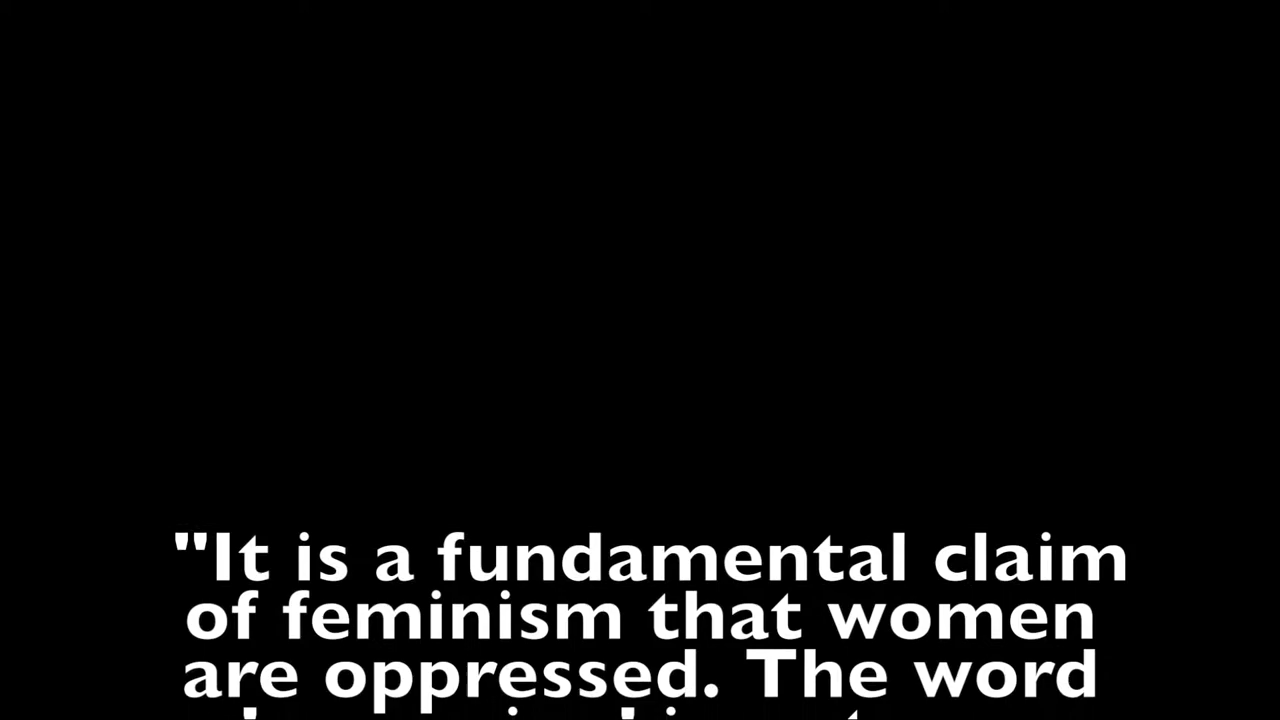 "It is a fundamental claim
of feminism that women
are oppressed. The word